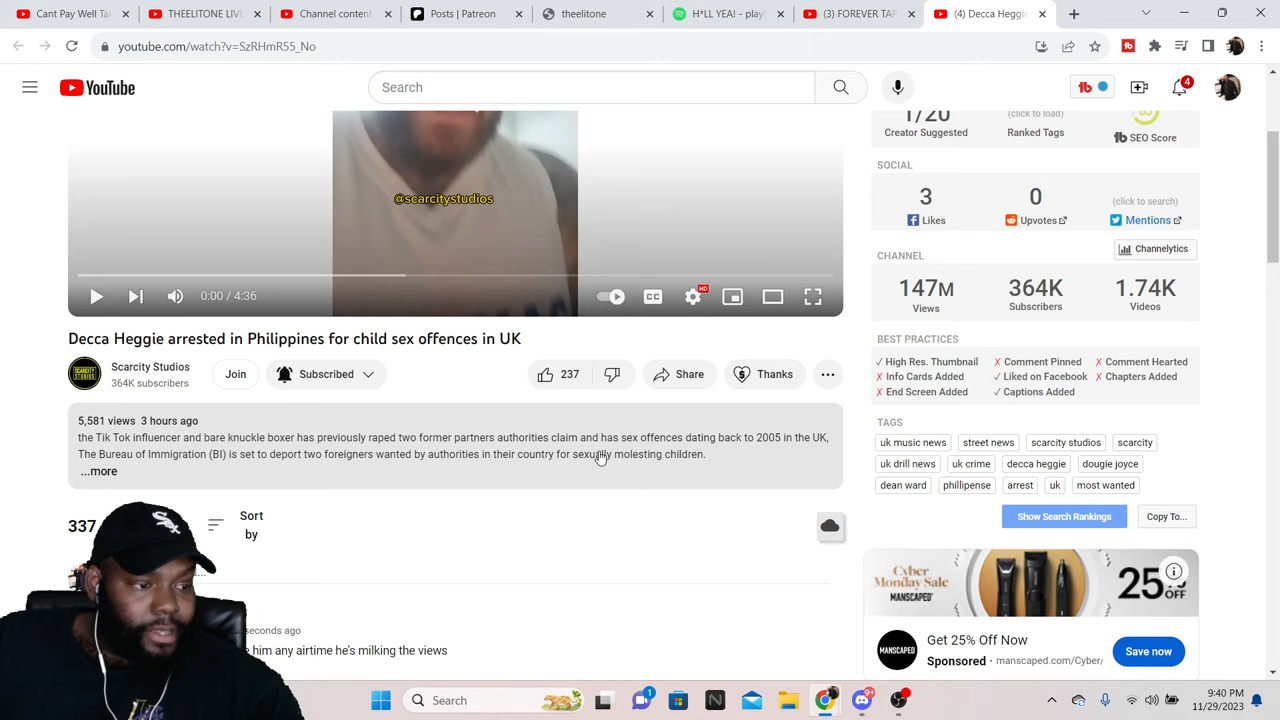 Cant Pay Well Ta
THEELITONE LIVE
Channel content
Posts | Patreon
theelitone
H*LL YEA! - play
(3) FOREVER TAP
(4) Decca Heggie
youtube.com/watch?v=SzRHmR55_No
YouTube
Search
4
1/20
Creator Suggested
(click to load)
Ranked Tags
SEO Score
@scarcitystudios
SOCIAL
3
Likes
0
Upvotes
(click to search)
Mentions
CHANNEL
Channelytics
147M
Views
364K
Subscribers
1.74K
Videos
0:00 / 4:36
CC
HD
Decca Heggie arrested in Philippines for child sex offences in UK
Scarcity Studios
364K subscribers
Join
Subscribed
237
Share
Thanks
BEST PRACTICES
✓ High Res. Thumbnail
✗ Comment Pinned
✗ Comment Hearted
✗ Info Cards Added
✓ Liked on Facebook
✗ Chapters Added
✗ End Screen Added
✓ Captions Added
5,581 views 3 hours ago
the Tik Tok influencer and bare knuckle boxer has previously raped two former partners authorities claim and has sex offences dating back to 2005 in the UK,
The Bureau of Immigration (BI) is set to deport two foreigners wanted by authorities in their country for sexually molesting children.
...more
TAGS
uk music news
street news
scarcity studios
scarcity
uk drill news
uk crime
decca heggie
dougie joyce
dean ward
phillipense
arrest
uk
most wanted
Show Search Rankings
Copy To...
337
Sort
by
seconds ago
him any airtime he's milking the views
Cyber
Monday Sale
MANSCAPED
25%
OFF
MANSCAPED
Get 25% Off Now
Sponsored · manscaped.com/Cyber/
Save now
Search
1
9+
9:40 PM
11/29/2023